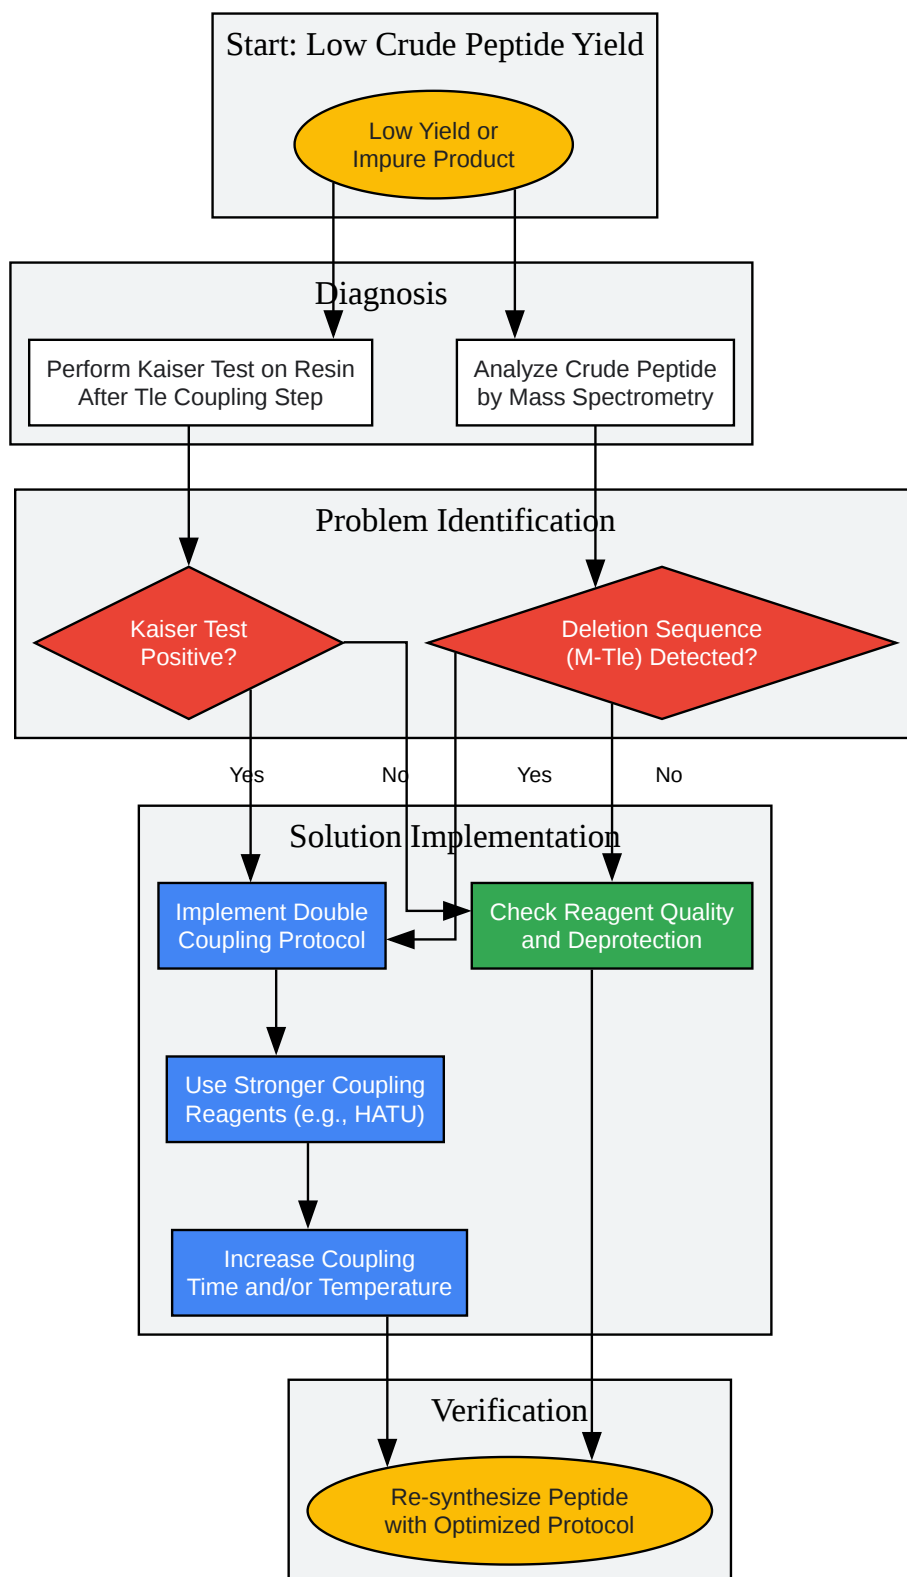 Start: Low Crude Peptide Yield
Low Yield or
Impure Product
Diagnosis
Perform Kaiser Test on Resin
After Tle Coupling Step
Analyze Crude Peptide
by Mass Spectrometry
Problem Identification
Kaiser Test
Positive?
Deletion Sequence
(M-Tle) Detected?
Yes
No
Yes
No
Solution Implementation
Implement Double
Coupling Protocol
Check Reagent Quality
and Deprotection
Use Stronger Coupling
Reagents (e.g., HATU)
Increase Coupling
Time and/or Temperature
Verification
Re-synthesize Peptide
with Optimized Protocol